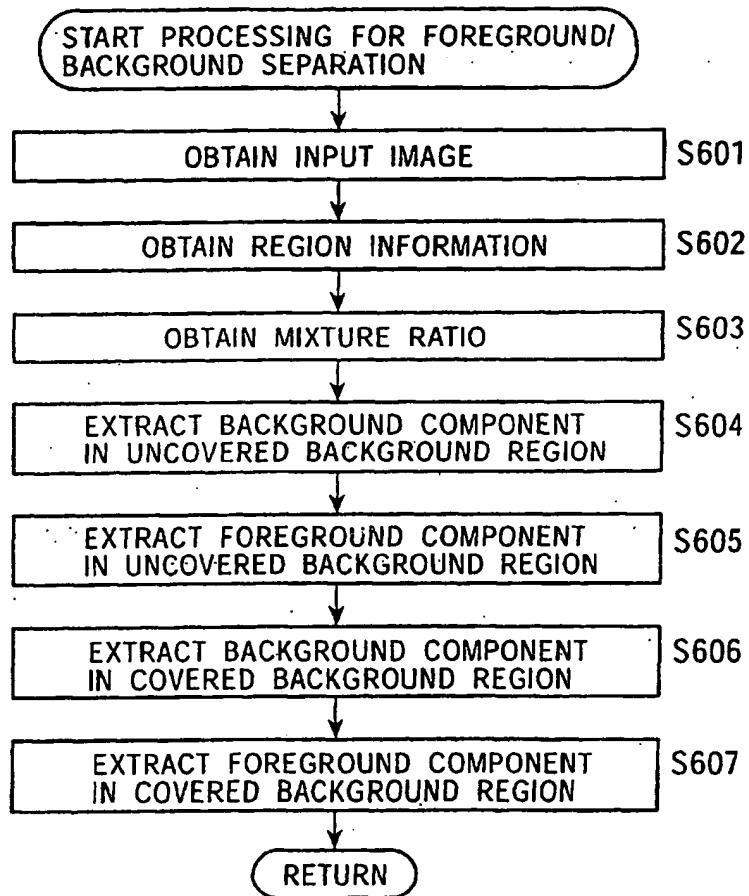 START PROCESSING FOR FOREGROUND/
BACKGROUND SEPARATION
OBTAIN INPUT IMAGE
S601
OBTAIN REGION INFORMATION
S602
OBTAIN MIXTURE RATIO
S603
EXTRACT BACKGROUND COMPONENT
IN UNCOVERED BACKGROUND REGION
S604
EXTRACT FOREGROUND COMPONENT
IN UNCOVERED BACKGROUND REGION
S605
EXTRACT BACKGROUND COMPONENT
IN COVERED BACKGROUND REGION
S606
EXTRACT FOREGROUND COMPONENT
IN COVERED BACKGROUND REGION
S607
RETURN